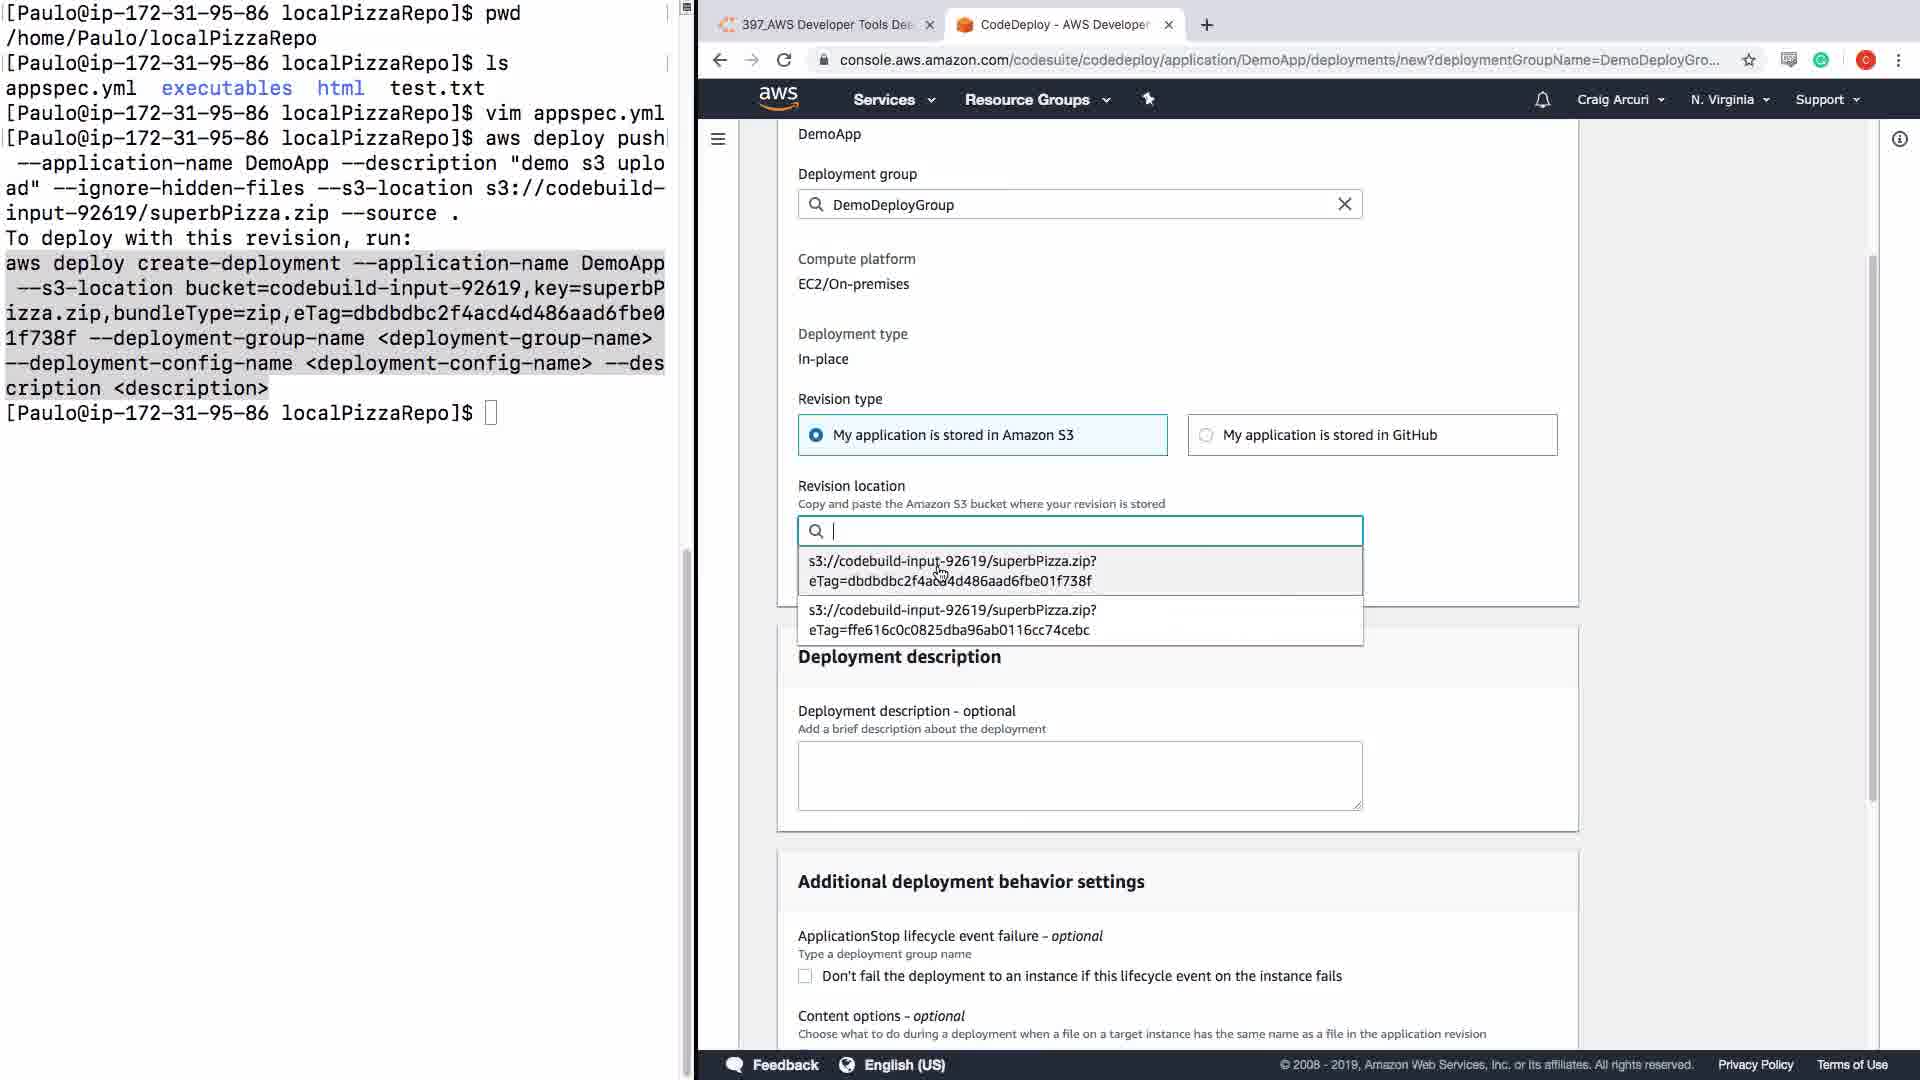 [Paulo@ip-172-31-95-86 localPizzaRepo]$ pwd
/home/Paulo/localPizzaRepo
[Paulo@ip-172-31-95-86 localPizzaRepo]$ ls
appspec.yml executables html test.txt
[Paulo@ip-172-31-95-86 localPizzaRepo]$ vim appspec.yml
[Paulo@ip-172-31-95-86 localPizzaRepo]$ aws deploy push
--application-name DemoApp --description "demo s3 uplo
ad" --ignore-hidden-files --s3-location s3://codebuild-
input-92619/superbPizza.zip --source .
To deploy with this revision, run:
aws deploy create-deployment --application-name DemoApp
--s3-location bucket=codebuild-input-92619,key=superbP
izza.zip,bundleType=zip,eTag=dbdbdbc2f4acd4d486aad6fbe0
1f738f --deployment-group-name <deployment-group-name>
--deployment-config-name <deployment-config-name> --des
cription <description>
[Paulo@ip-172-31-95-86 localPizzaRepo]$
397_AWS Developer Tools Dee
CodeDeploy - AWS Developer
console.aws.amazon.com/codesuite/codedeploy/application/DemoApp/deployments/new?deploymentGroupName=DemoDeployGro...
C
aws
Services
Resource Groups
Craig Arcuri
N. Virginia
Support
DemoApp
Deployment group
DemoDeployGroup
Compute platform
EC2/On-premises
Deployment type
In-place
Revision type
My application is stored in Amazon S3
My application is stored in GitHub
Revision location
Copy and paste the Amazon S3 bucket where your revision is stored
s3://codebuild-input-92619/superbPizza.zip?
eTag=dbdbdbc2f4acd4d486aad6fbe01f738f
s3://codebuild-input-92619/superbPizza.zip?
eTag=ffe616c0c0825dba96ab0116cc74cebc
Deployment description
Deployment description - optional
Add a brief description about the deployment
Additional deployment behavior settings
ApplicationStop lifecycle event failure - optional
Type a deployment group name
Don't fail the deployment to an instance if this lifecycle event on the instance fails
Content options - optional
Choose what to do during a deployment when a file on a target instance has the same name as a file in the application revision
Feedback
English (US)
© 2008 - 2019, Amazon Web Services, Inc. or its affiliates. All rights reserved.
Privacy Policy
Terms of Use